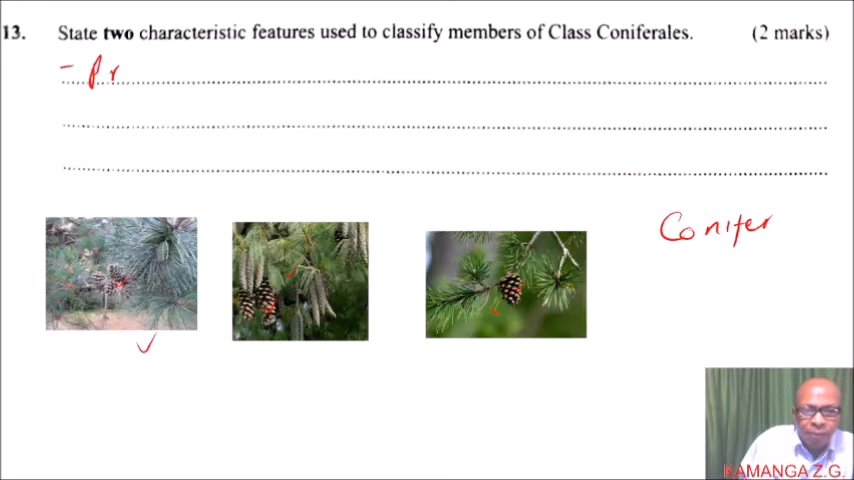 13. State two characteristic features used to classify members of Class Coniferales. (2 marks)
- Pr
Conifer
KAMANGA Z.G.